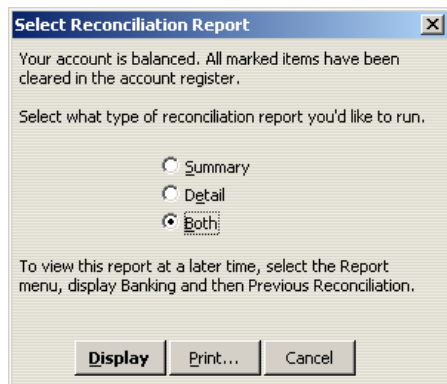 Select Reconciliation Report
Your account is balanced. All marked items have been
cleared in the account register.
Select what type of reconciliation report you'd like to run.
Summary
Detail
Both
To view this report at a later time, select the Report
menu, display Banking and then Previous Reconciliation.
Display Print... Cancel